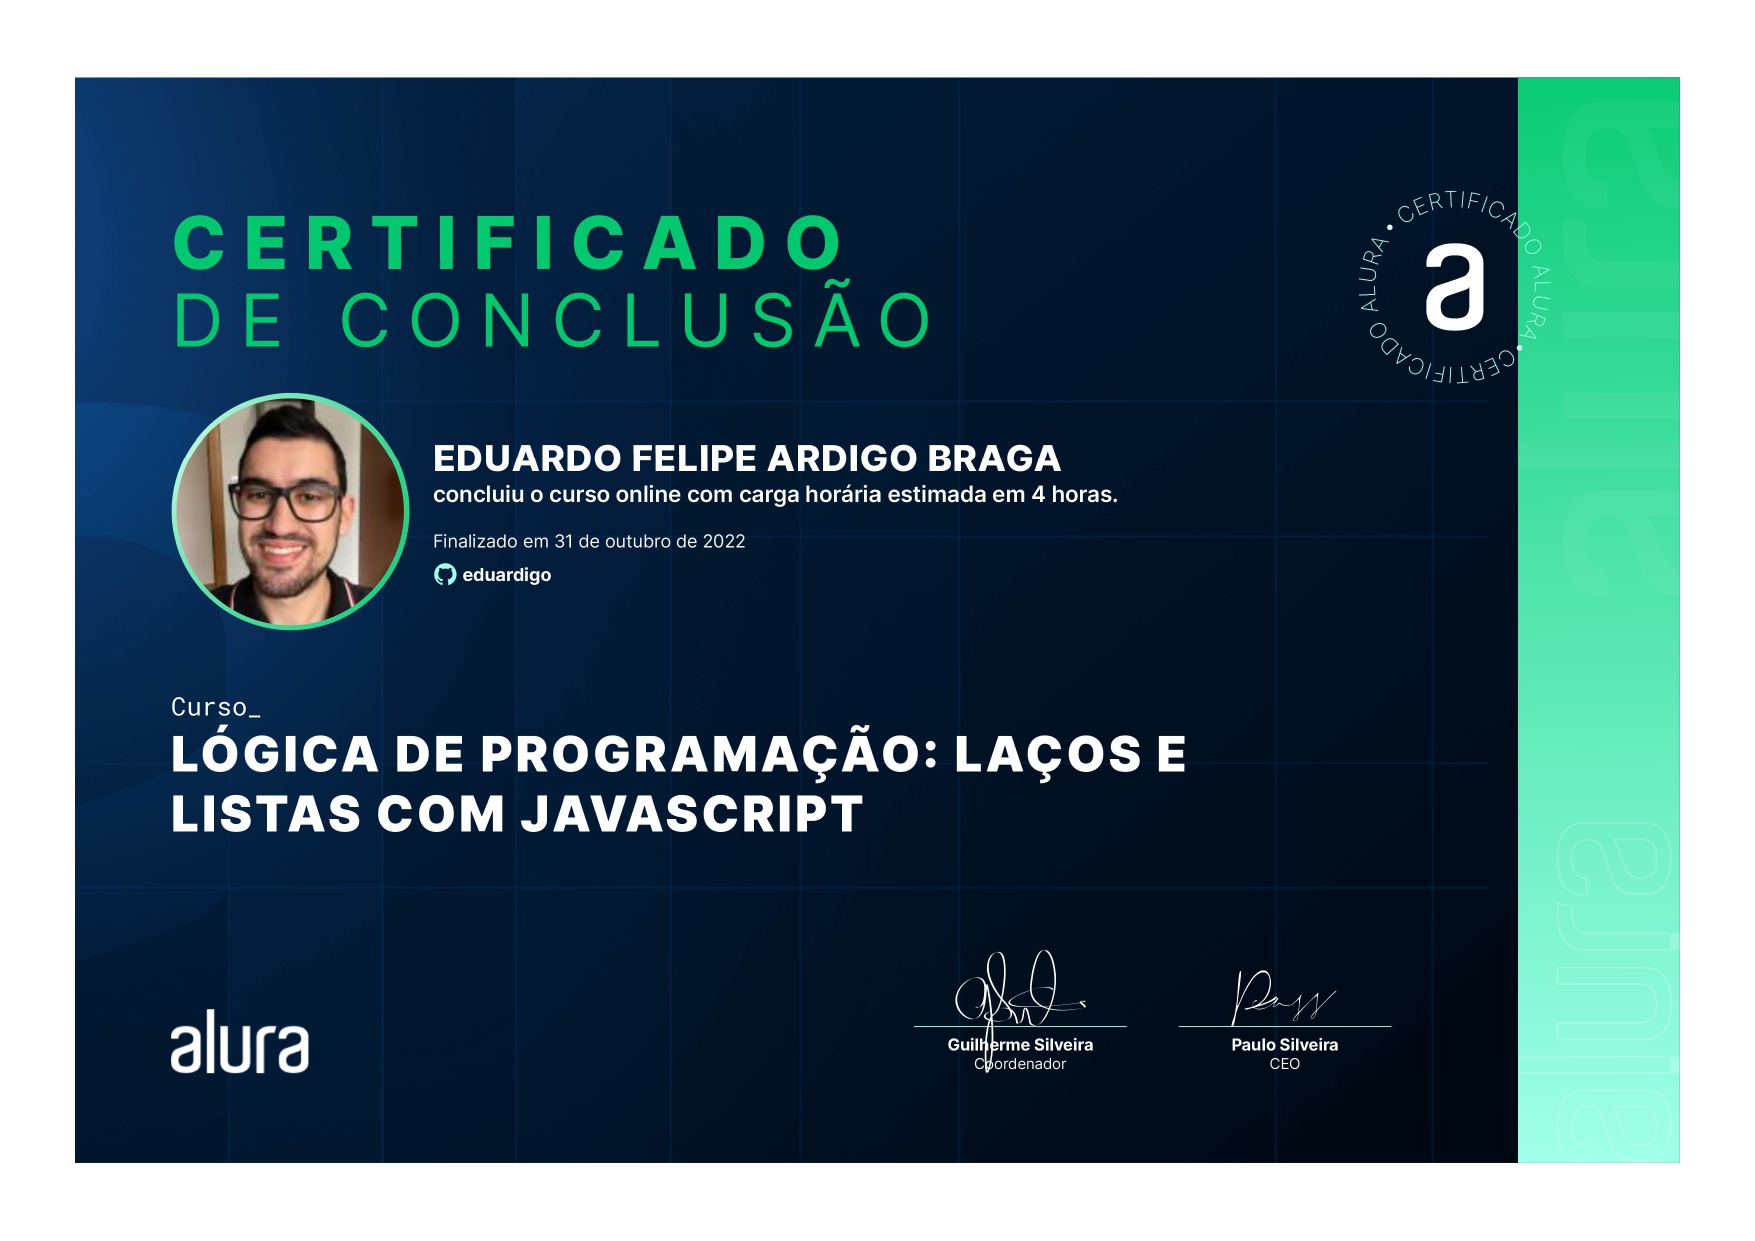 CERTIFICADO
DE CONCLUSÃO
CERTIFICADO ALURA • CERTIFICADO ALURA •
a
EDUARDO FELIPE ARDIGO BRAGA
concluiu o curso online com carga horária estimada em 4 horas.
Finalizado em 31 de outubro de 2022
eduardigo
Curso_
LÓGICA DE PROGRAMAÇÃO: LAÇOS E
LISTAS COM JAVASCRIPT
alura
Guilherme Silveira
Coordenador
Paulo Silveira
CEO
alura
alura